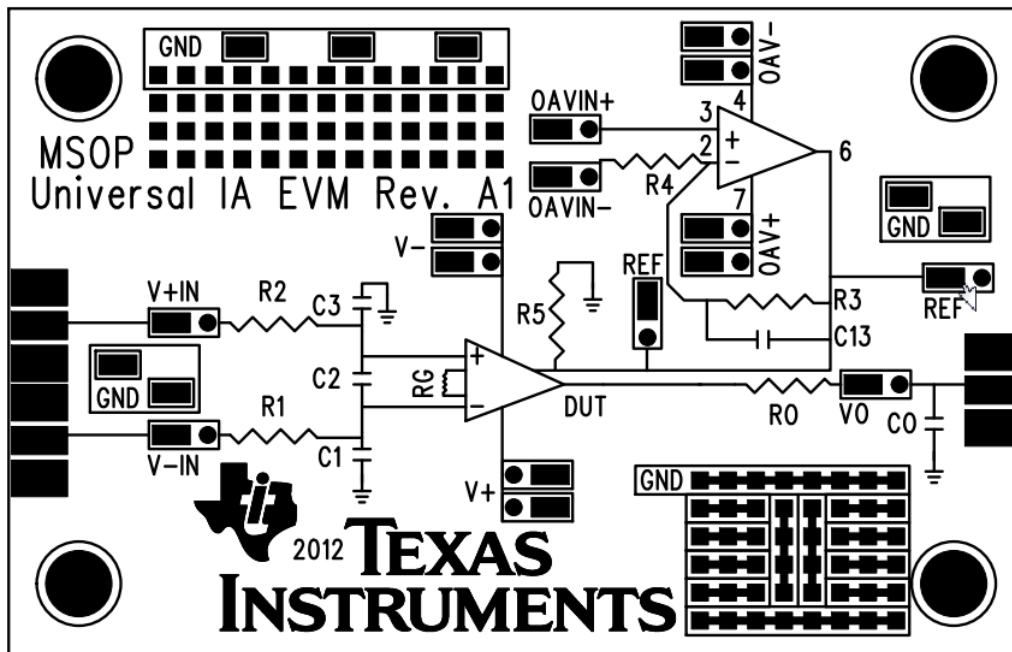 GND
OAV-
OAVIN+
3
4
2
6
R4
7
OAVIN-
OAV+
MSOP
Universal IA EVM Rev. A1
GND
V-
REF
REF
V+IN
R2
C3
R5
R3
C13
GND
C2
RG
DUT
R1
RO
VO
CO
V-IN
C1
V+
GND
2012
TEXAS
INSTRUMENTS
+
-
+
-
ti